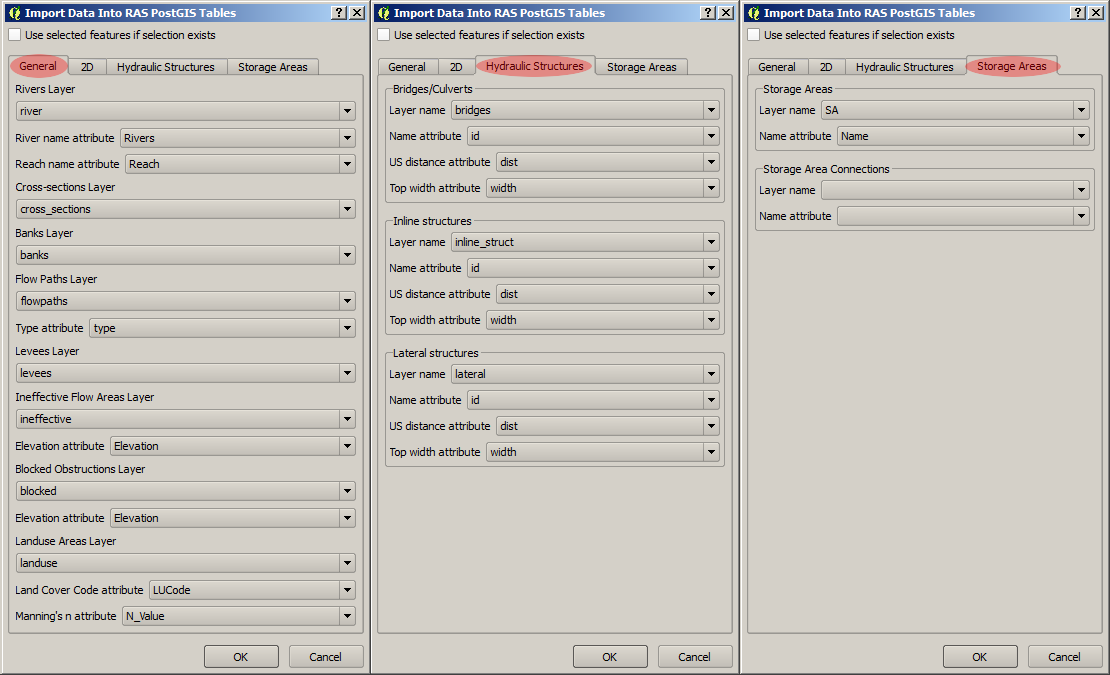 Import Data Into RAS PostGIS Tables
Use selected features if selection exists
General 2D Hydraulic Structures Storage Areas
Rivers Layer
river
River name attribute Rivers
Reach name attribute Reach
Cross-sections Layer
cross_sections
Banks Layer
banks
Flow Paths Layer
flowpaths
Type attribute type
Levees Layer
levees
Ineffective Flow Areas Layer
ineffective
Elevation attribute Elevation
Blocked Obstructions Layer
blocked
Elevation attribute Elevation
Landuse Areas Layer
landuse
Land Cover Code attribute LUCode
Manning's n attribute N_Value
OK Cancel
Import Data Into RAS PostGIS Tables
Use selected features if selection exists
General 2D Hydraulic Structures Storage Areas
Bridges/Culverts
Layer name bridges
Name attribute id
US distance attribute dist
Top width attribute width
Inline structures
Layer name inline_struct
Name attribute id
US distance attribute dist
Top width attribute width
Lateral structures
Layer name lateral
Name attribute id
US distance attribute dist
Top width attribute width
OK Cancel
Import Data Into RAS PostGIS Tables
Use selected features if selection exists
General 2D Hydraulic Structures Storage Areas
Storage Areas
Layer name SA
Name attribute Name
Storage Area Connections
Layer name
Name attribute
OK Cancel